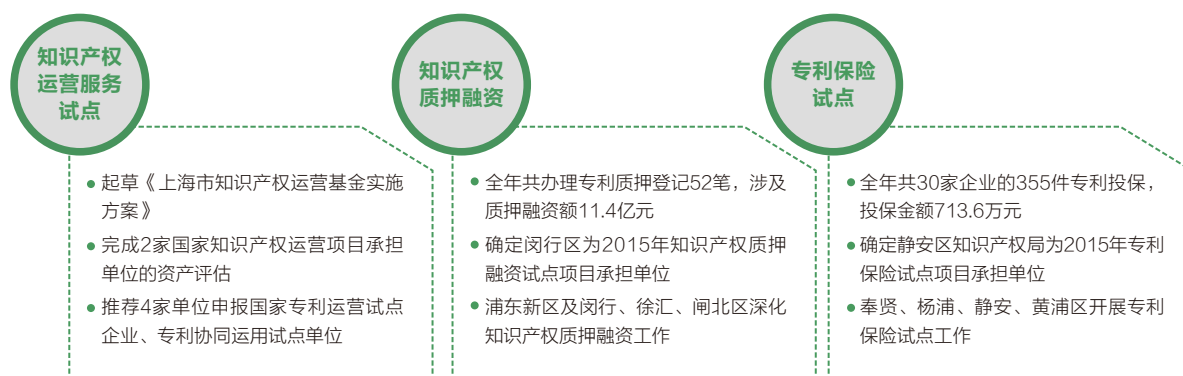 知识产权
运营服务
试点
起草《上海市知识产权运营基金实施
方案》
完成2家国家知识产权运营项目承担
单位的资产评估
推荐4家单位申报国家专利运营试点
企业、专利协同运用试点单位
知识产权
质押融资
全年共办理专利质押登记52笔，涉及
质押融资额11.4亿元
确定闵行区为2015年知识产权质押
融资试点项目承担单位
浦东新区及闵行、徐汇、闸北区深化
知识产权质押融资工作
专利保险
试点
全年共30家企业的355件专利投保，
投保金额713.6万元
确定静安区知识产权局为2015年专利
保险试点项目承担单位
奉贤、杨浦、静安、黄浦区开展专利
保险试点工作